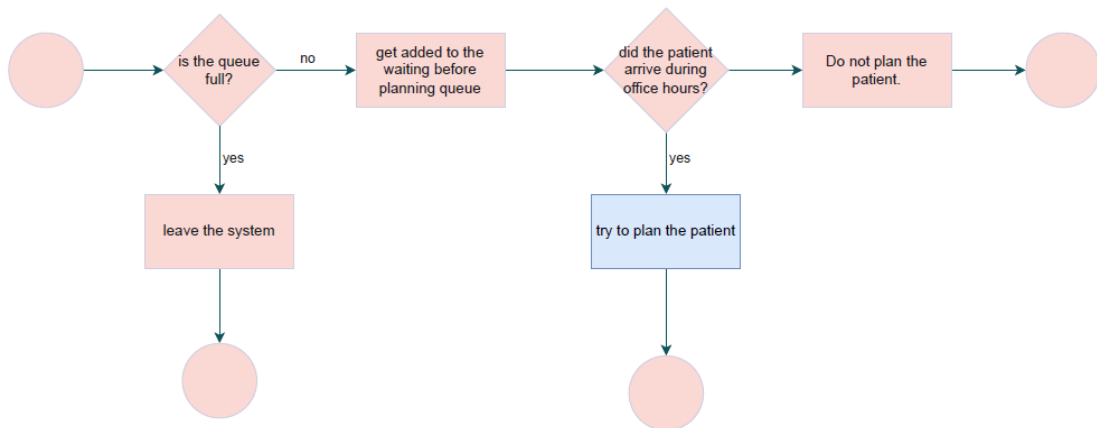 is the queue
full?
no
get added to the
waiting before
planning queue
did the patient
arrive during
office hours?
Do not plan the
patient.
yes
yes
leave the system
try to plan the patient